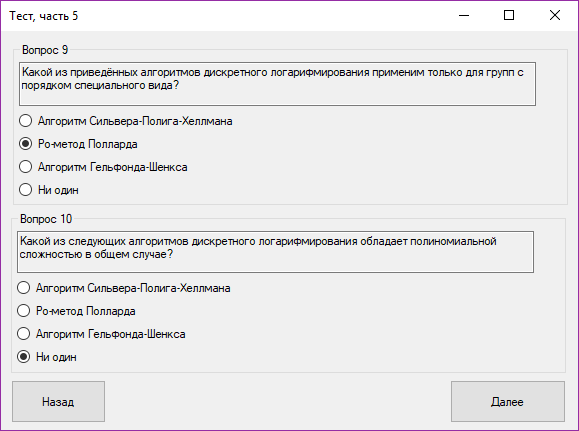 Тест, часть 5
Вопрос 9
Какой из приведённых алгоритмов дискретного логарифмирования применим только для групп с
порядком специального вида?
Алгоритм Сильвера-Полига-Хеллмана
Ро-метод Полларда
Алгоритм Гельфонда-Шенкса
Ни один
Вопрос 10
Какой из следующих алгоритмов дискретного логарифмирования обладает полиномиальной
сложностью в общем случае?
Алгоритм Сильвера-Полига-Хеллмана
Ро-метод Полларда
Алгоритм Гельфонда-Шенкса
Ни один
Назад
Далее